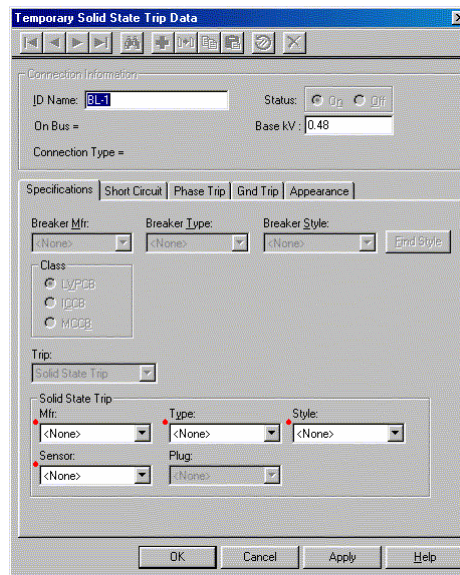 Temporary Solid State Trip Data
Connection Information
ID Name: BL-1
Status: On Off
On Bus =
Base kV : 0.48
Connection Type =
Specifications Short Circuit Phase Trip Gnd Trip Appearance
Breaker Mfr: Breaker Type: Breaker Style:
<None> <None> <None> Find Style
Class
LVPCB
ICCB
MCCB
Trip:
Solid State Trip
Solid State Trip
Mfr: Type: Style:
<None> <None> <None>
Sensor: Plug:
<None> <None>
OK Cancel Apply Help